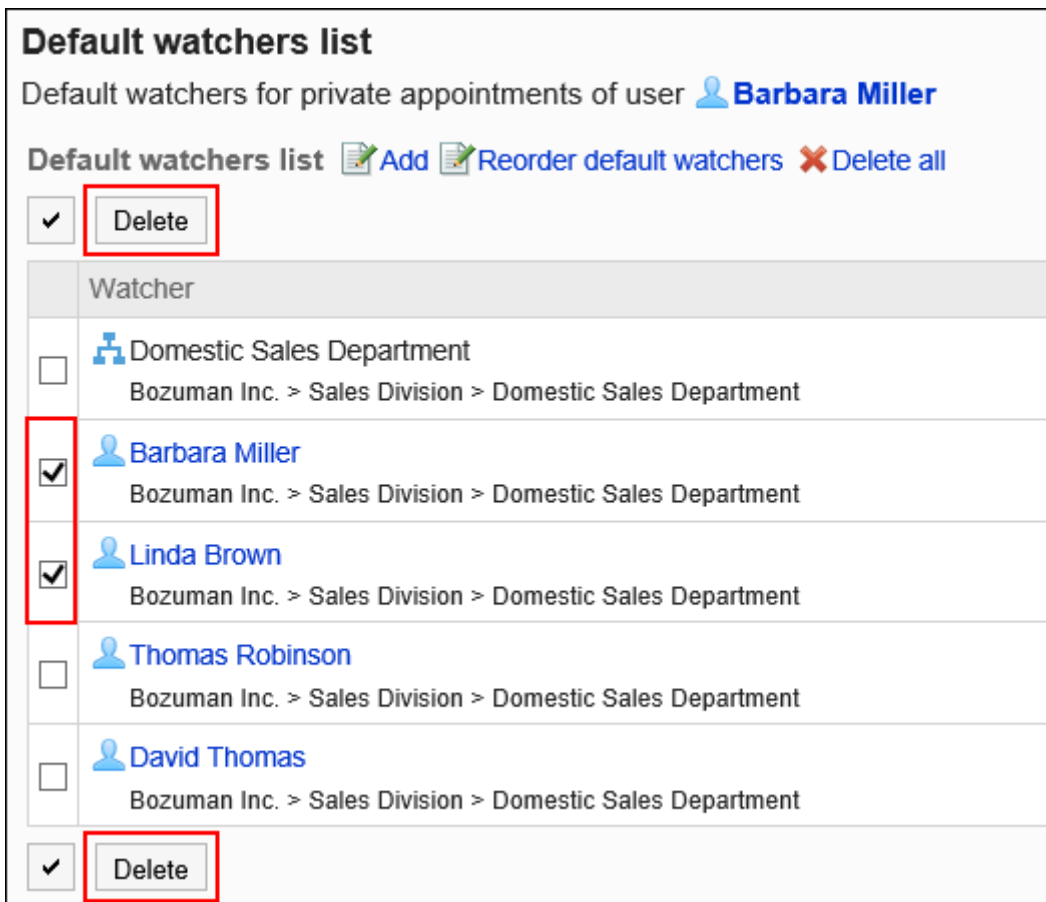 Default watchers list
Default watchers for private appointments of user Barbara Miller
Default watchers list Add Reorder default watchers Delete all
Delete
Watcher
Domestic Sales Department
Bozuman Inc. > Sales Division > Domestic Sales Department
Barbara Miller
Bozuman Inc. > Sales Division > Domestic Sales Department
Linda Brown
Bozuman Inc. > Sales Division > Domestic Sales Department
Thomas Robinson
Bozuman Inc. > Sales Division > Domestic Sales Department
David Thomas
Bozuman Inc. > Sales Division > Domestic Sales Department
Delete